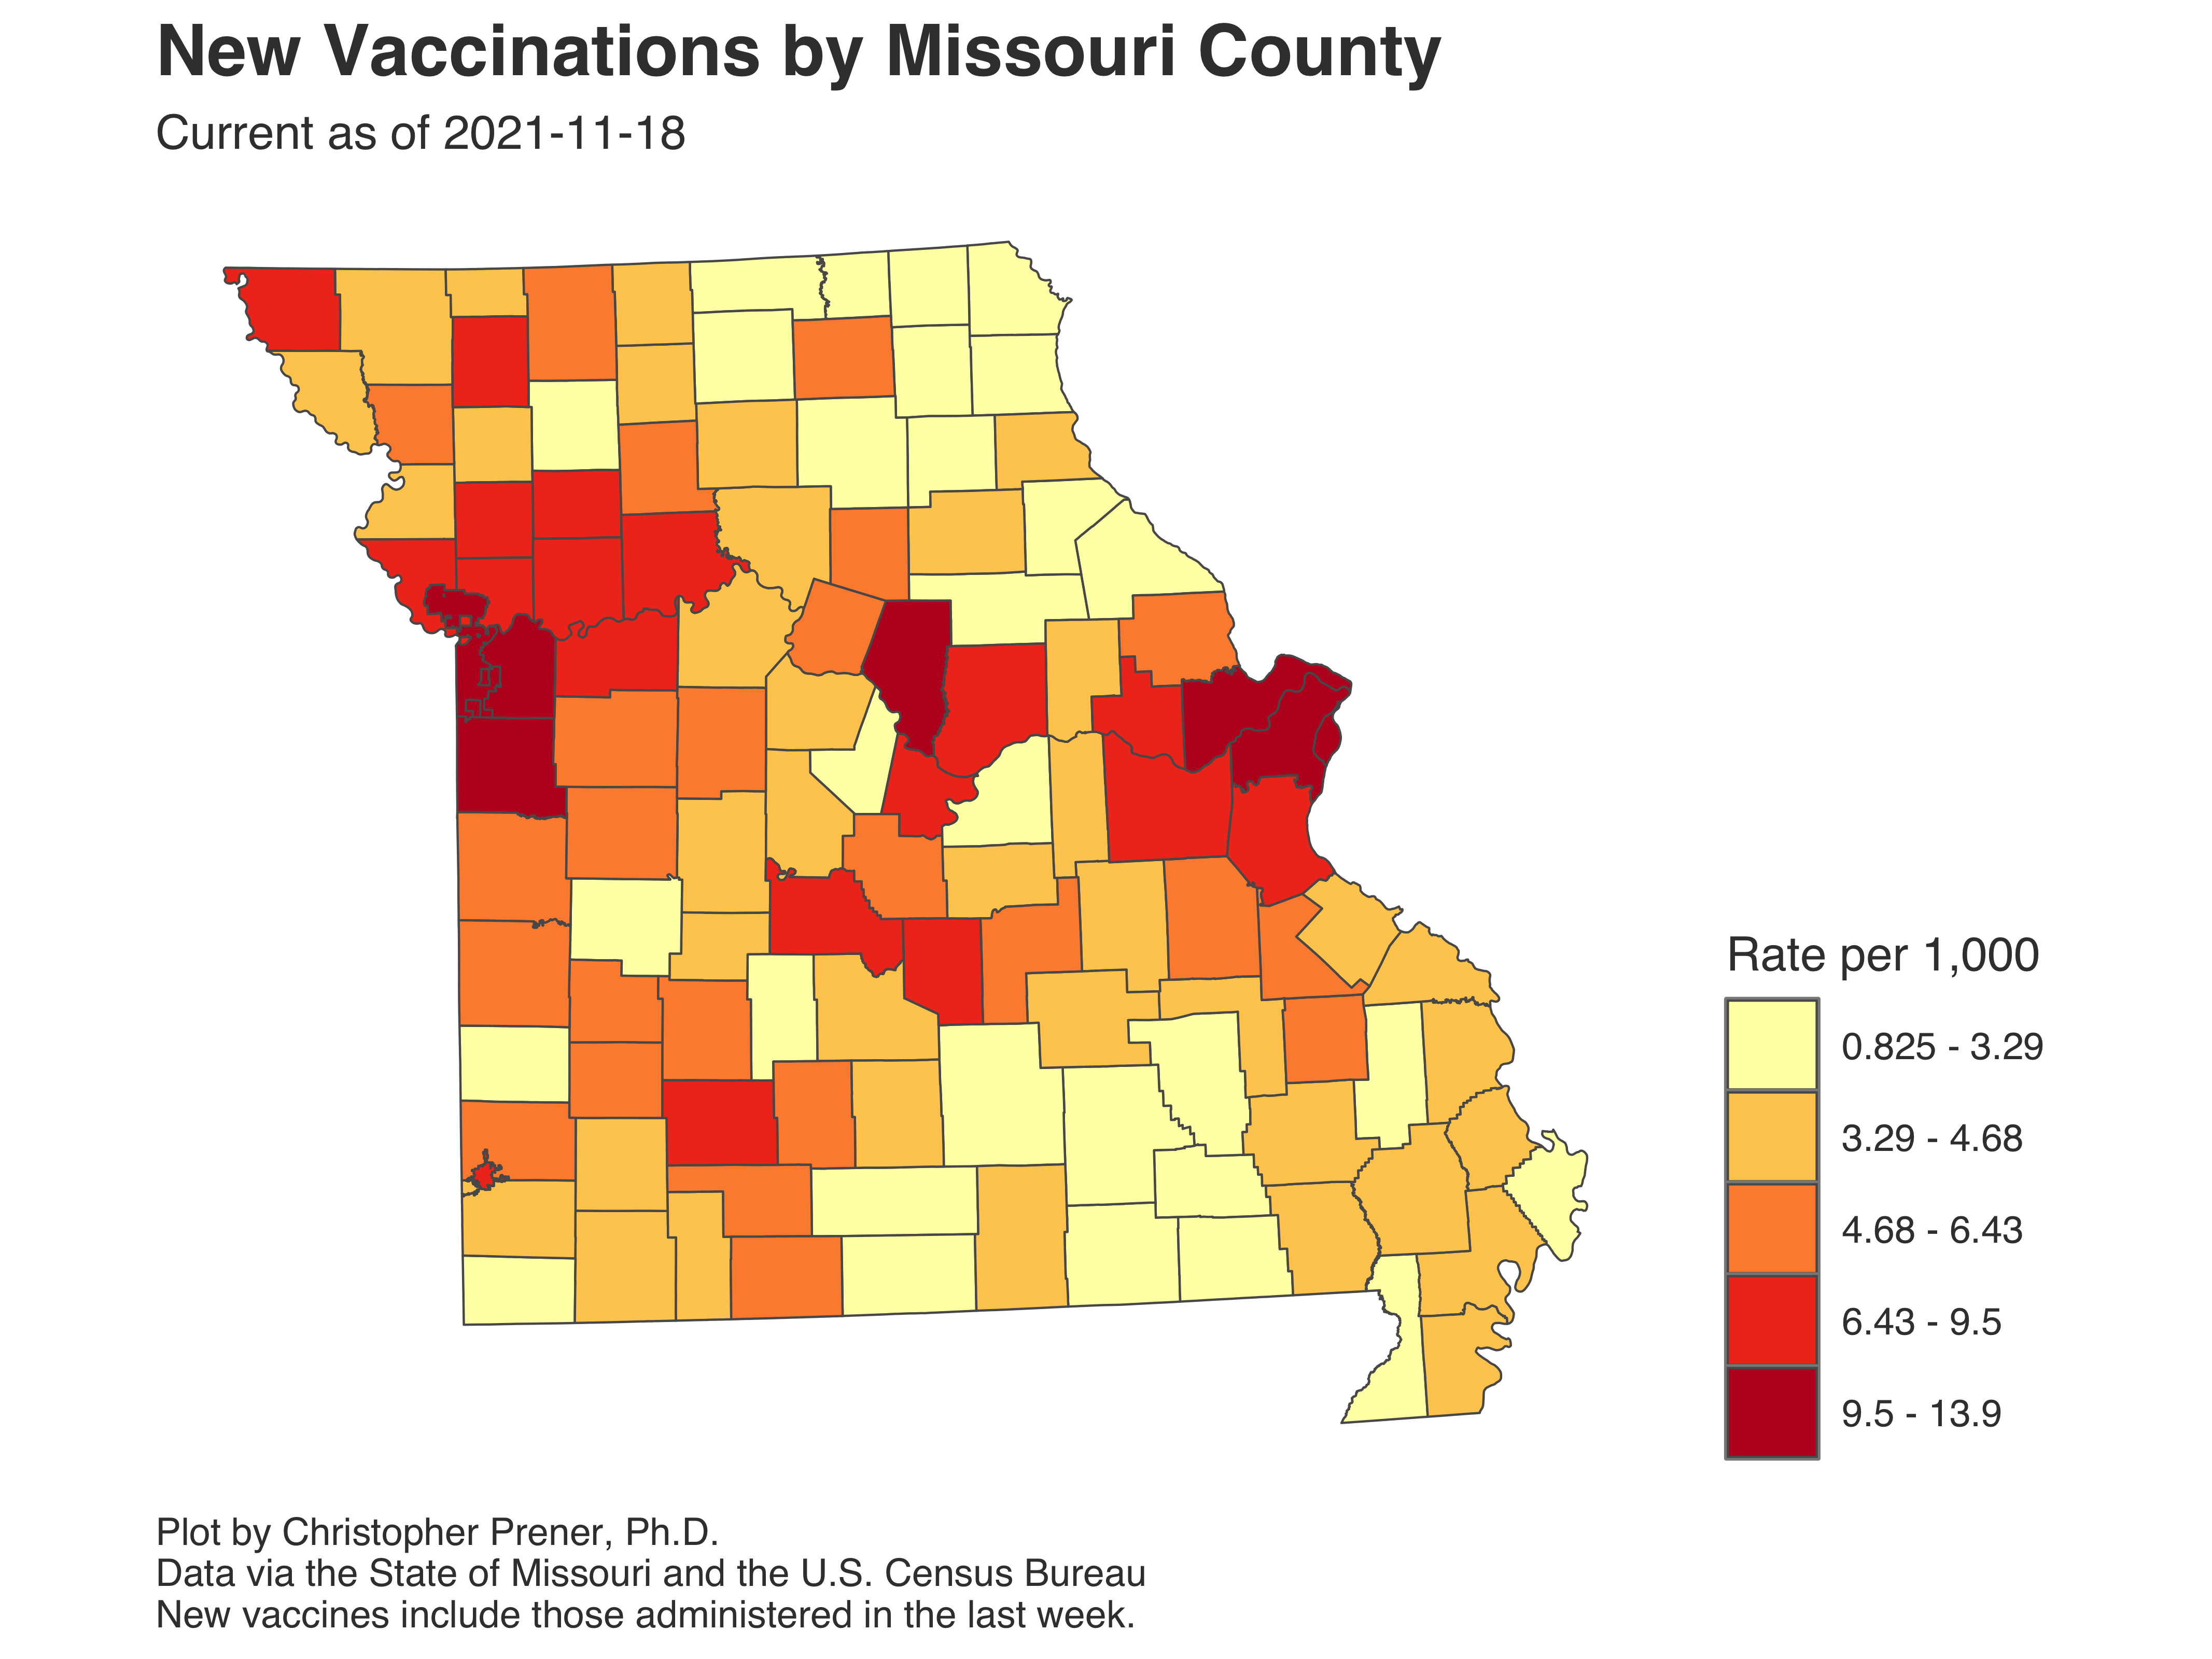 New Vaccinations by Missouri County
Current as of 2021-11-18
Rate per 1,000
0.825 - 3.29
3.29 - 4.68
4.68 - 6.43
6.43 - 9.5
9.5 - 13.9
Plot by Christopher Prener, Ph.D.
Data via the State of Missouri and the U.S. Census Bureau
New vaccines include those administered in the last week.